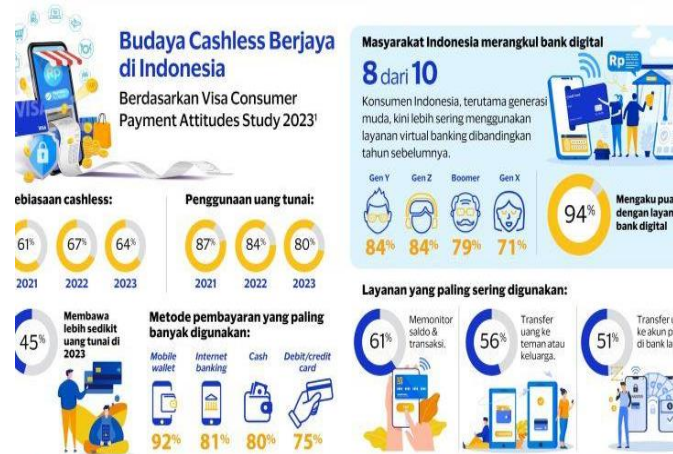 Budaya Cashless Berjaya
di Indonesia
Berdasarkan Visa Consumer
Payment Attitudes Study 2023¹
Rp
VISA
ebiasaan cashless:
61%
67%
64%
2021
2022
2023
Penggunaan uang tunai:
87%
84%
80%
2021
2022
2023
45%
Membawa
lebih sedikit
uang tunai di
2023
Metode pembayaran yang paling
banyak digunakan:
Mobile
wallet
Internet
banking
Cash
Debit/credit
card
92%
81%
80%
75%
Masyarakat Indonesia merangkul bank digital
8 dari 10
Konsumen Indonesia, terutama generasi
muda, kini lebih sering menggunakan
layanan virtual banking dibandingkan
tahun sebelumnya.
Rp
Gen Y
Gen Z
Boomer
Gen X
84%
84%
79%
71%
94%
Mengaku pua
dengan layan
bank digital
Layanan yang paling sering digunakan:
61%
Memonitor
saldo &
transaksi.
56%
Transfer
uang ke
teman atau
keluarga.
51%
Transfer u
ke akun p
di bank la